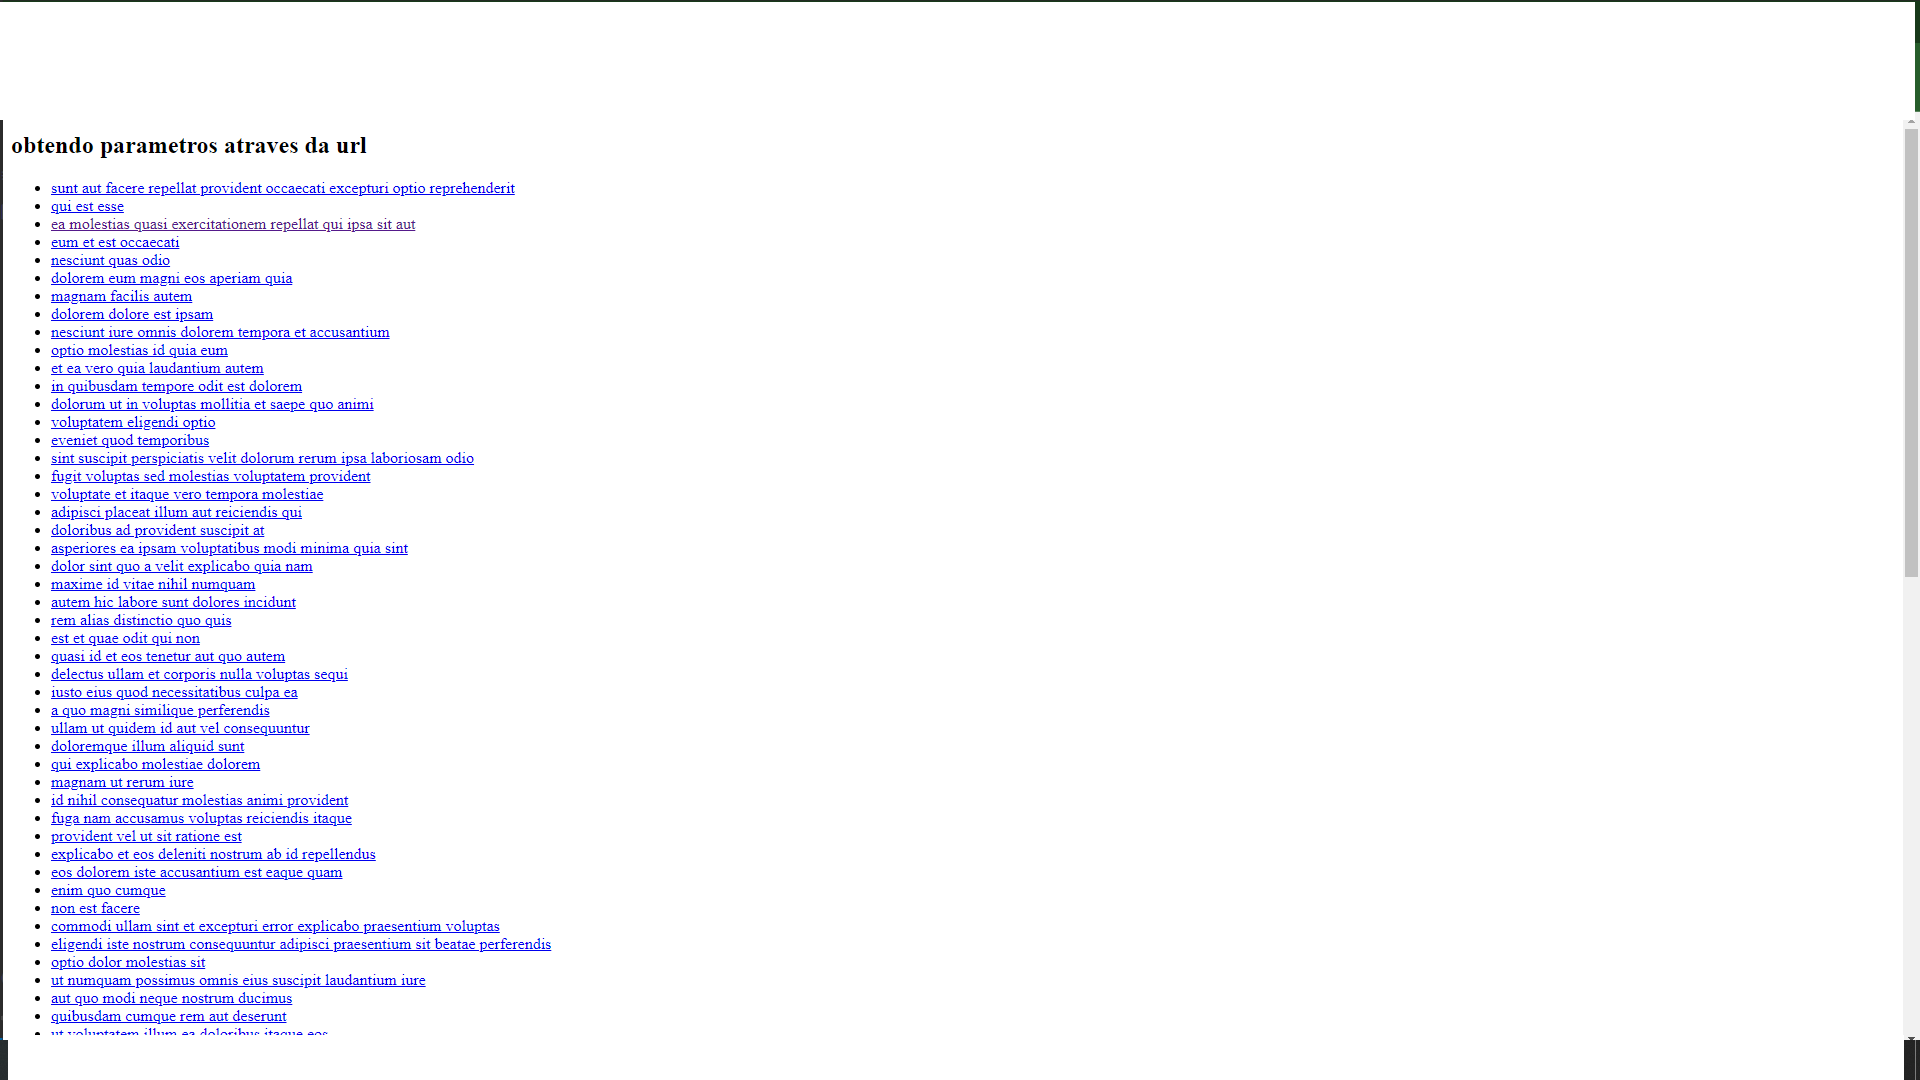 obtendo parametros atraves da url
sunt aut facere repellat provident occaecati excepturi optio reprehenderit
qui est esse
ea molestias quasi exercitationem repellat qui ipsa sit aut
eum et est occaecati
nesciunt quas odio
dolorem eum magni eos aperiam quia
magnam facilis autem
dolorem dolore est ipsam
nesciunt iure omnis dolorem tempora et accusantium
optio molestias id quia eum
et ea vero quia laudantium autem
in quibusdam tempore odit est dolorem
dolorum ut in voluptas mollitia et saepe quo animi
voluptatem eligendi optio
eveniet quod temporibus
sint suscipit perspiciatis velit dolorum rerum ipsa laboriosam odio
fugit voluptas sed molestias voluptatem provident
voluptate et itaque vero tempora molestiae
adipisci placeat illum aut reiciendis qui
doloribus ad provident suscipit at
asperiores ea ipsam voluptatibus modi minima quia sint
dolor sint quo a velit explicabo quia nam
maxime id vitae nihil numquam
autem hic labore sunt dolores incidunt
rem alias distinctio quo quis
est et quae odit qui non
quasi id et eos tenetur aut quo autem
delectus ullam et corporis nulla voluptas sequi
iusto eius quod necessitatibus culpa ea
a quo magni similique perferendis
ullam ut quidem id aut vel consequuntur
doloremque illum aliquid sunt
qui explicabo molestiae dolorem
magnam ut rerum iure
id nihil consequatur molestias animi provident
fuga nam accusamus voluptas reiciendis itaque
provident vel ut sit ratione est
explicabo et eos deleniti nostrum ab id repellendus
eos dolorem iste accusantium est eaque quam
enim quo cumque
non est facere
commodi ullam sint et excepturi error explicabo praesentium voluptas
eligendi iste nostrum consequuntur adipisci praesentium sit beatae perferendis
optio dolor molestias sit
ut numquam possimus omnis eius suscipit laudantium iure
aut quo modi neque nostrum ducimus
quibusdam cumque rem aut deserunt
ut voluptatem illum ea doloribus itaque eos